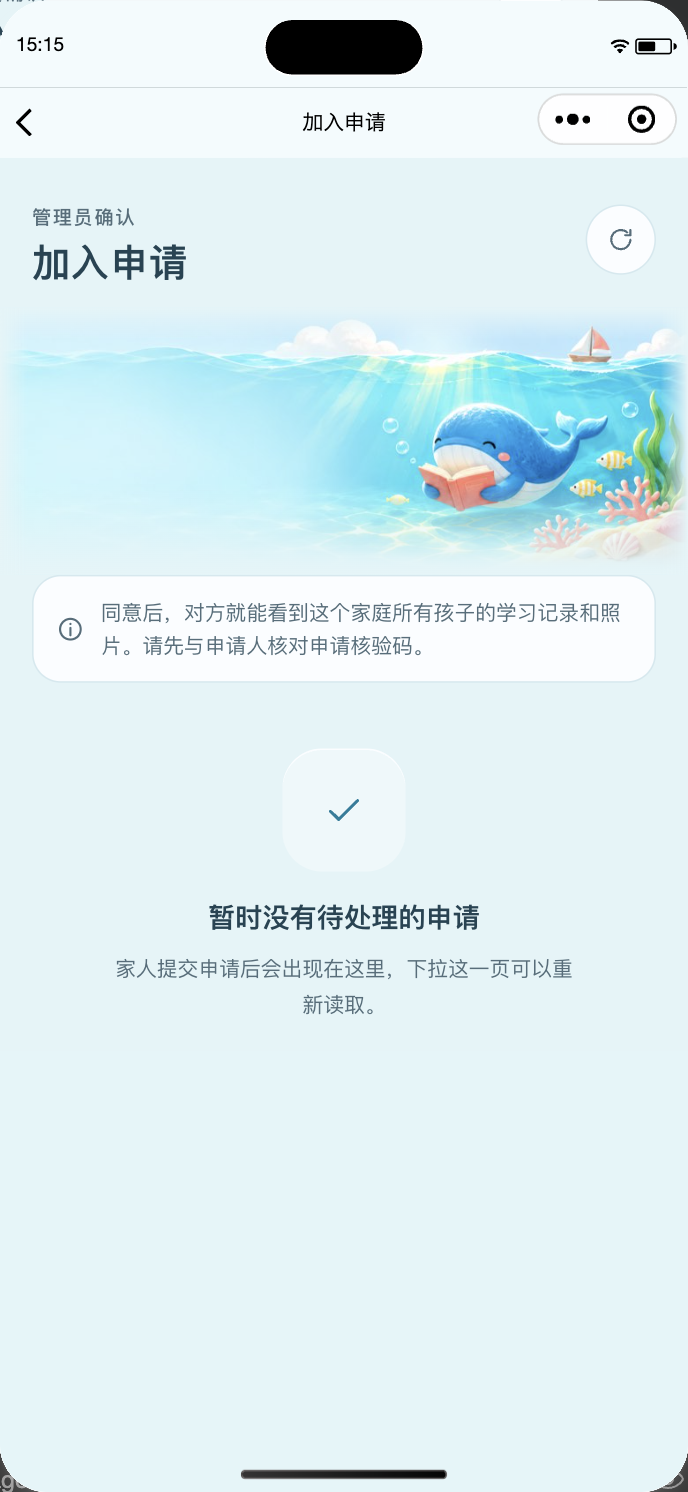 15:15
加入申请
管理员确认
加入申请
同意后，对方就能看到这个家庭所有孩子的学习记录和照
片。请先与申请人核对申请核验码。
暂时没有待处理的申请
家人提交申请后会出现在这里，下拉这一页可以重
新读取。